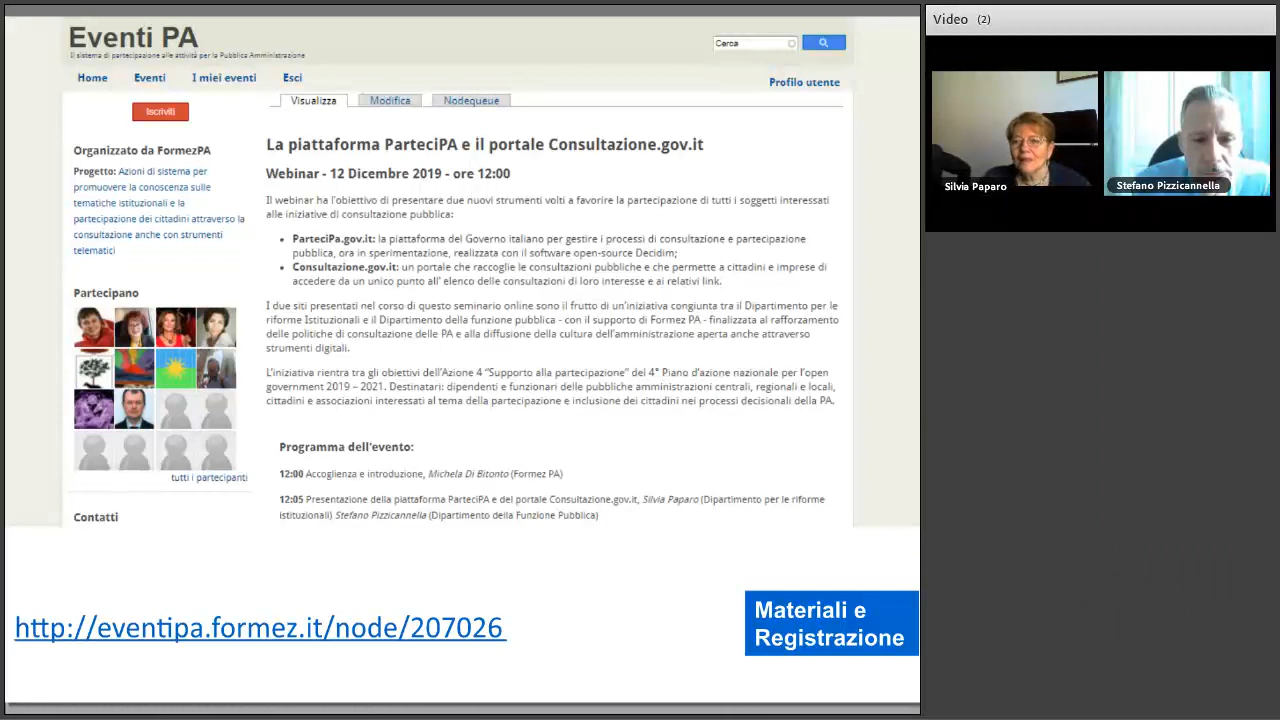 Eventi PA
Il sistema di partecipazione alle attività per la Pubblica Amministrazione
Cerca
Home Eventi I miei eventi Esci
Profilo utente
Iscriviti
Organizzato da FormezPA
Progetto: Azioni di sistema per
promuovere la conoscenza sulle
tematiche istituzionali e la
partecipazione dei cittadini attraverso la
consultazione anche con strumenti
telematici
Partecipano
tutti i partecipanti
Contatti
Visualizza Modifica Nodequeue
La piattaforma ParteciPA e il portale Consultazione.gov.it
Webinar - 12 Dicembre 2019 - ore 12:00
Il webinar ha l'obiettivo di presentare due nuovi strumenti volti a favorire la partecipazione di tutti i soggetti interessati
alle iniziative di consultazione pubblica:
• ParteciPa.gov.it: la piattaforma del Governo italiano per gestire i processi di consultazione e partecipazione
pubblica, ora in sperimentazione, realizzata con il software open-source Decidim;
• Consultazione.gov.it: un portale che raccoglie le consultazioni pubbliche e che permette a cittadini e imprese di
accedere da un unico punto all' elenco delle consultazioni di loro interesse e ai relativi link.
I due siti presentati nel corso di questo seminario online sono il frutto di un'iniziativa congiunta tra il Dipartimento per le
riforme Istituzionali e il Dipartimento della funzione pubblica - con il supporto di Formez PA - finalizzata al rafforzamento
delle politiche di consultazione delle PA e alla diffusione della cultura dell'amministrazione aperta anche attraverso
strumenti digitali.
L'iniziativa rientra tra gli obiettivi dell'Azione 4 "Supporto alla partecipazione" del 4° Piano d'azione nazionale per l'open
government 2019 – 2021. Destinatari: dipendenti e funzionari delle pubbliche amministrazioni centrali, regionali e locali,
cittadini e associazioni interessati al tema della partecipazione e inclusione dei cittadini nei processi decisionali della PA.
Programma dell'evento:
12:00 Accoglienza e introduzione, Michela Di Bitonto (Formez PA)
12:05 Presentazione della piattaforma ParteciPA e del portale Consultazione.gov.it, Silvia Paparo (Dipartimento per le riforme
istituzionali) Stefano Pizzicannella (Dipartimento della Funzione Pubblica)
http://eventipa.formez.it/node/207026
Materiali e
Registrazione
Video (2)
Silvia Paparo
Stefano Pizzicannella